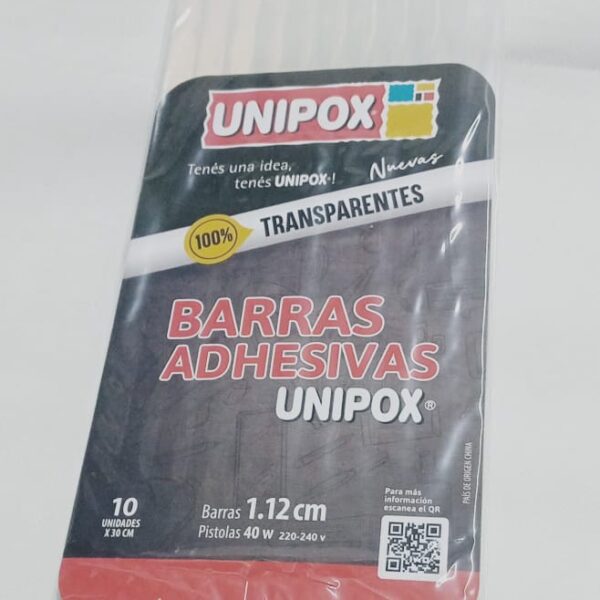 UNIPOX®
Tenés una idea,
tenés UNIPOX®!
Nuevas
100% TRANSPARENTES
BARRAS
ADHESIVAS
UNIPOX®
10
UNIDADES
X 30 CM
Barras 1.12 cm
Pistolas 40 w 220-240 v
Para más
información
escanea el QR
PAÍS DE ORIGEN CHINA